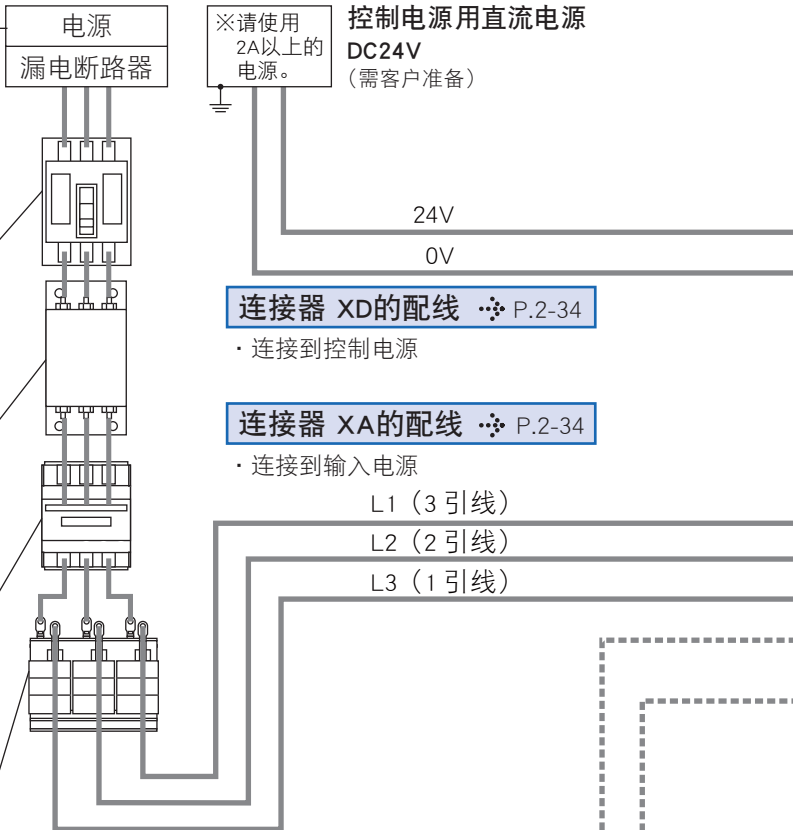 电源
漏电断路器
※请使用
2A以上的
电源。
控制电源用直流电源
DC24V
（需客户准备）
24V
0V
连接器 XD的配线 P.2-34
・连接到控制电源
连接器 XA的配线 P.2-34
・连接到输入电源
L1（3引线）
L2（2引线）
L3（1引线）